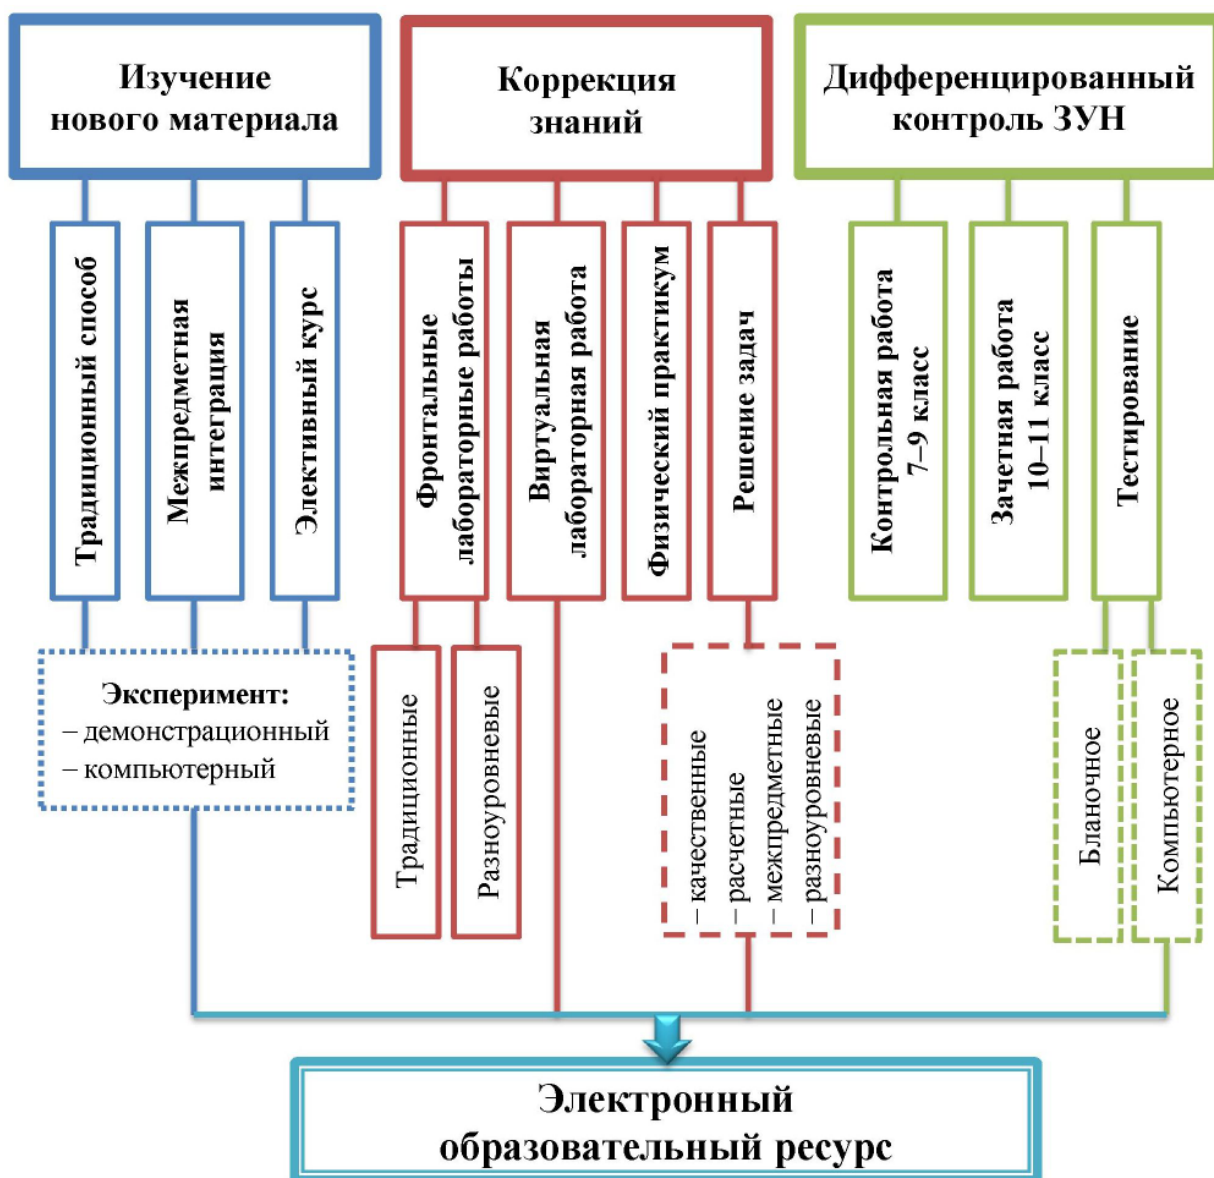 Изучение
нового материала
Коррекция
знаний
Дифференцированный
контроль ЗУН
Традиционный способ
Межпредметная
интеграция
Элективный курс
Фронтальные
лабораторные работы
Виртуальная
лабораторная работа
Физический практикум
Решение задач
Контрольная работа
7–9 класс
Зачетная работа
10–11 класс
Тестирование
Эксперимент:
– демонстрационный
– компьютерный
Традиционные
Разноуровневые
– качественные
– расчетные
– межпредметные
– разноуровневые
Бланочное
Компьютерное
Электронный
образовательный ресурс